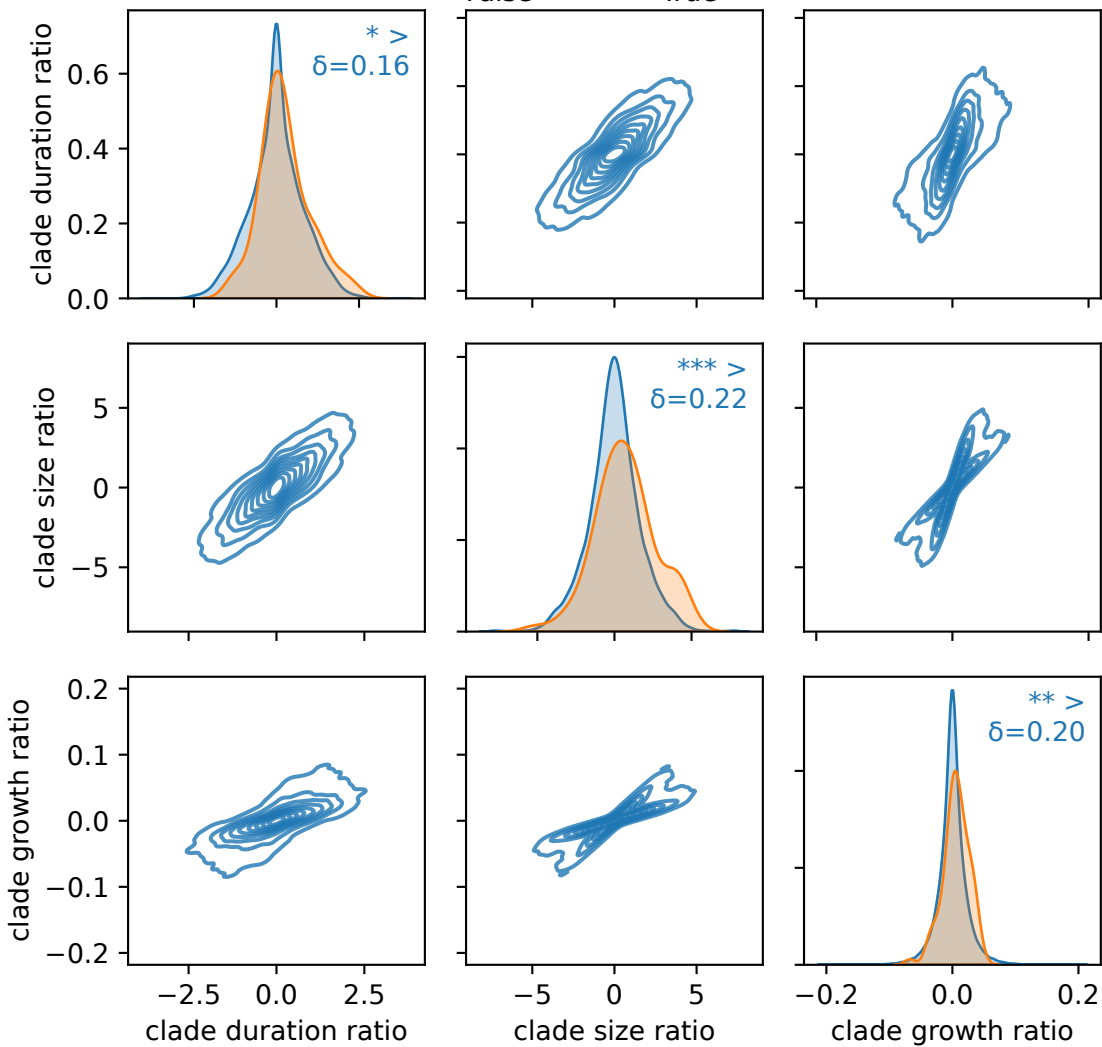 clade duration ratio
0.6
0.4
0.2
0.0
* >
δ=0.16
clade size ratio
5
0
−5
*** >
δ=0.22
clade growth ratio
0.2
0.1
0.0
−0.1
−0.2
** >
δ=0.20
−2.5 0.0 2.5
−5 0 5
−0.2 0.0 0.2
clade duration ratio
clade size ratio
clade growth ratio